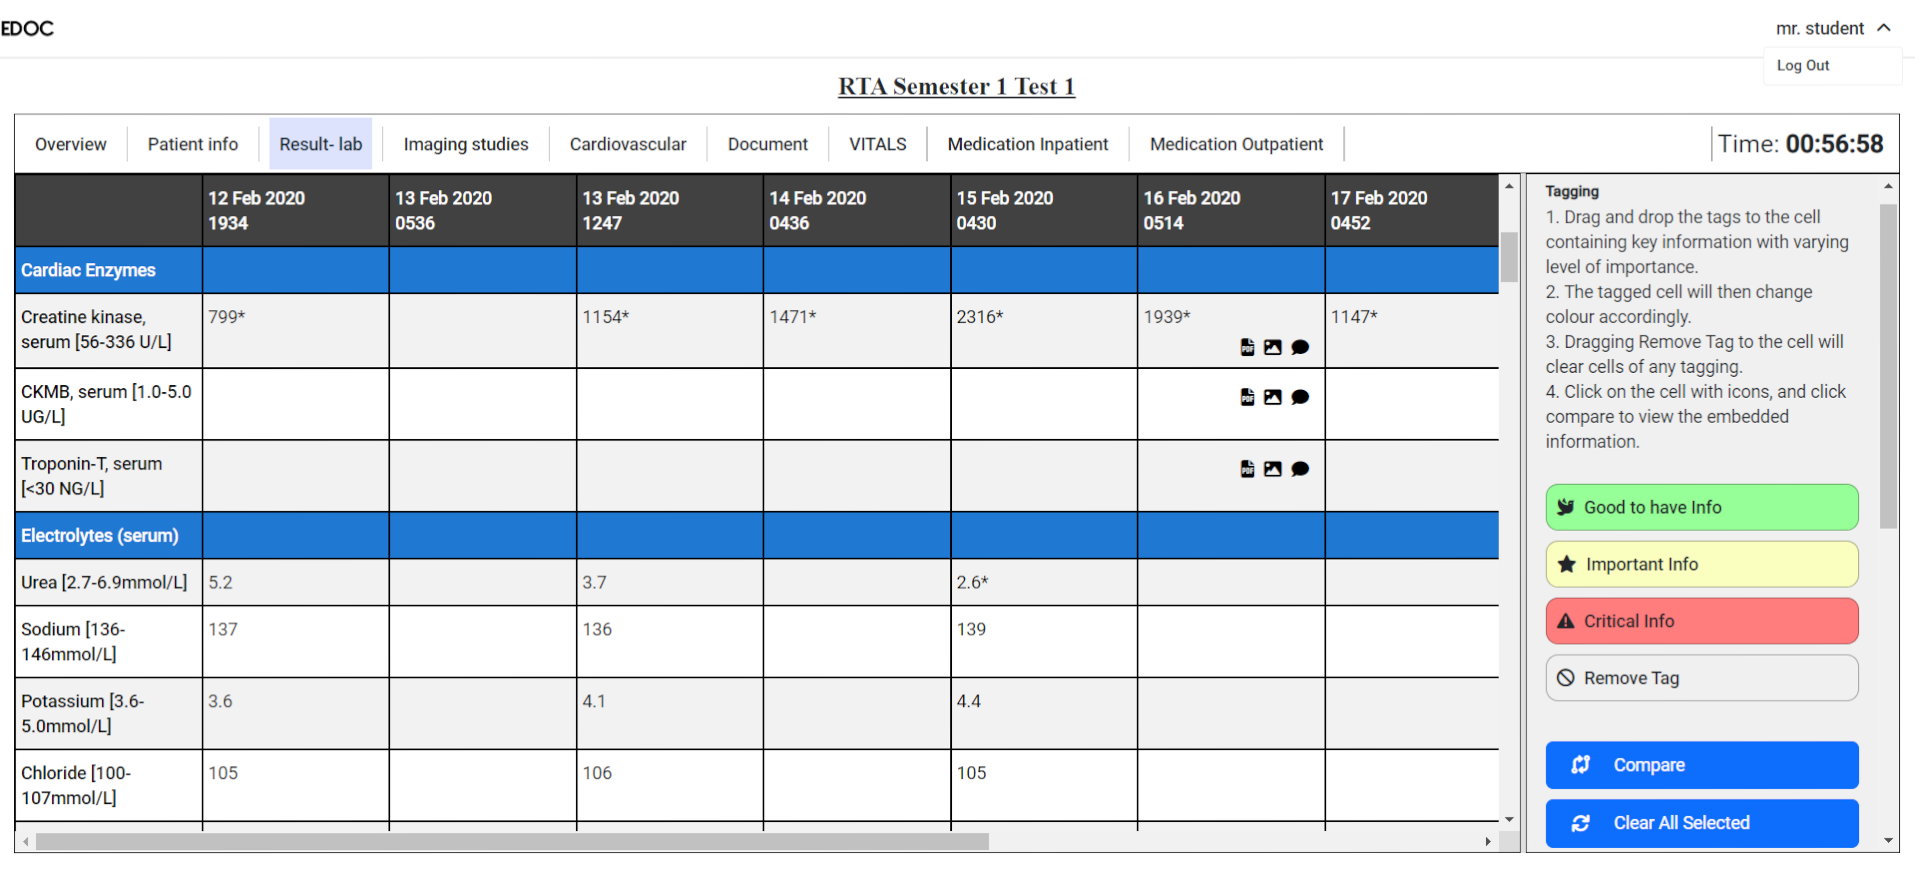 EDOC
mr. student
Log Out
RTA Semester 1 Test 1
Overview
Patient info
Result- lab
Imaging studies
Cardiovascular
Document
VITALS
Medication Inpatient
Medication Outpatient
Time: 00:56:58
12 Feb 2020
1934
13 Feb 2020
0536
13 Feb 2020
1247
14 Feb 2020
0436
15 Feb 2020
0430
16 Feb 2020
0514
17 Feb 2020
0452
Cardiac Enzymes
Creatine kinase,
serum [56-336 U/L]
799*
1154*
1471*
2316*
1939*
PDF
1147*
CKMB, serum [1.0-5.0
UG/L]
PDF
Troponin-T, serum
[<30 NG/L]
PDF
Electrolytes (serum)
Urea [2.7-6.9mmol/L]
5.2
3.7
2.6*
Sodium [136-
146mmol/L]
137
136
139
Potassium [3.6-
5.0mmol/L]
3.6
4.1
4.4
Chloride [100-
107mmol/L]
105
106
105
Tagging
1. Drag and drop the tags to the cell
containing key information with varying
level of importance.
2. The tagged cell will then change
colour accordingly.
3. Dragging Remove Tag to the cell will
clear cells of any tagging.
4. Click on the cell with icons, and click
compare to view the embedded
information.
Good to have Info
Important Info
Critical Info
Remove Tag
Compare
Clear All Selected